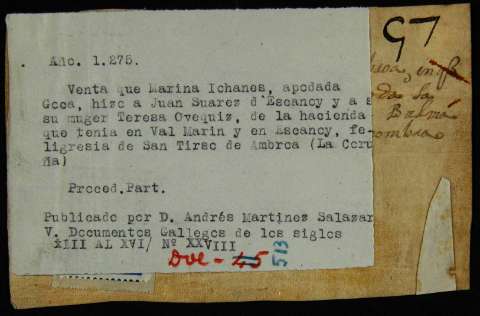 97
Año. 1.275.
Venta que Marina Ichanes, apodada
Goca, hizo a Juan Suarez d'Escancy y a s
su muger Teresa Ovequiz, de la hacienda
que tenia en Val Marin y en Escancy, fe-
ligresia de San Tirso de Ambroa (La Coru
ña)
Proced.Part.
Publicado por D. Andrés Martinez Salazar
V. Documentos Gallegos de los siglos
XIII AL XVI/ Nº XXVIII
Doc - 45
513